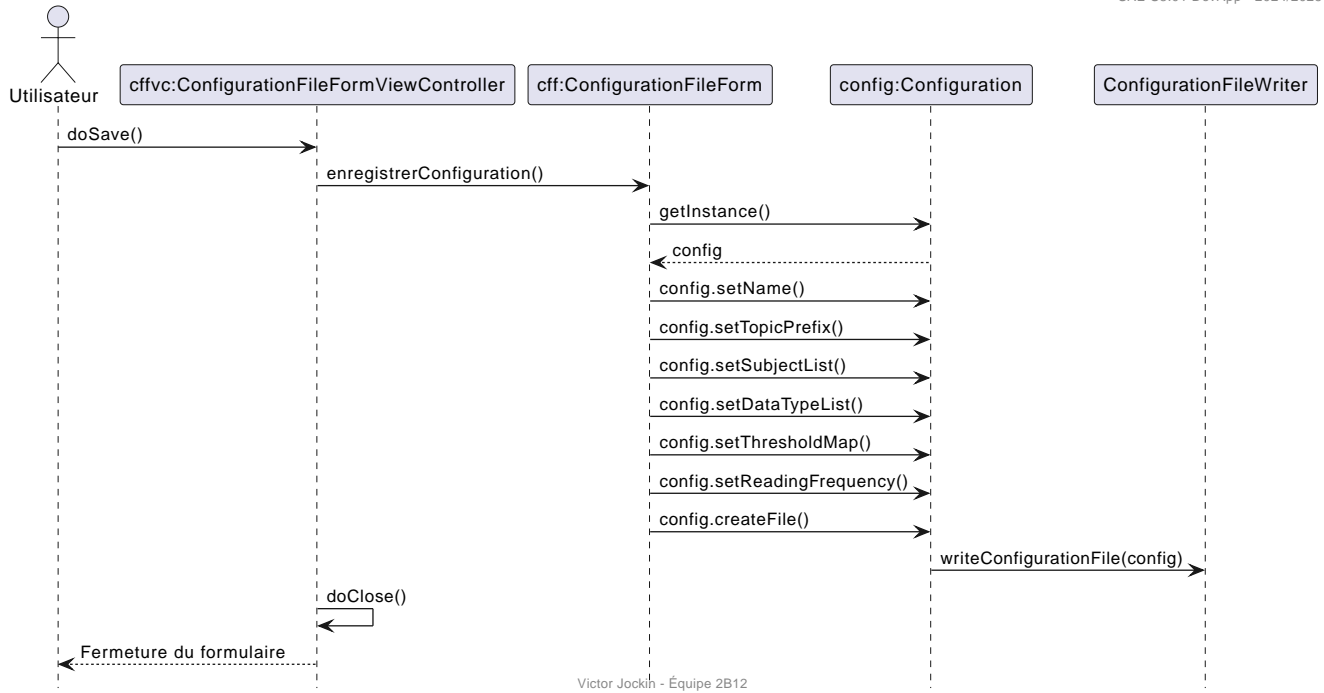 Utilisateur
cffvc:ConfigurationFileFormViewController
cff:ConfigurationFileForm
config:Configuration
ConfigurationFileWriter
doSave()
enregistrerConfiguration()
getInstance()
config
config.setName()
config.setTopicPrefix()
config.setSubjectList()
config.setDataTypeList()
config.setThresholdMap()
config.setReadingFrequency()
config.createFile()
writeConfigurationFile(config)
doClose()
Fermeture du formulaire
Victor Jockin - Équipe 2B12